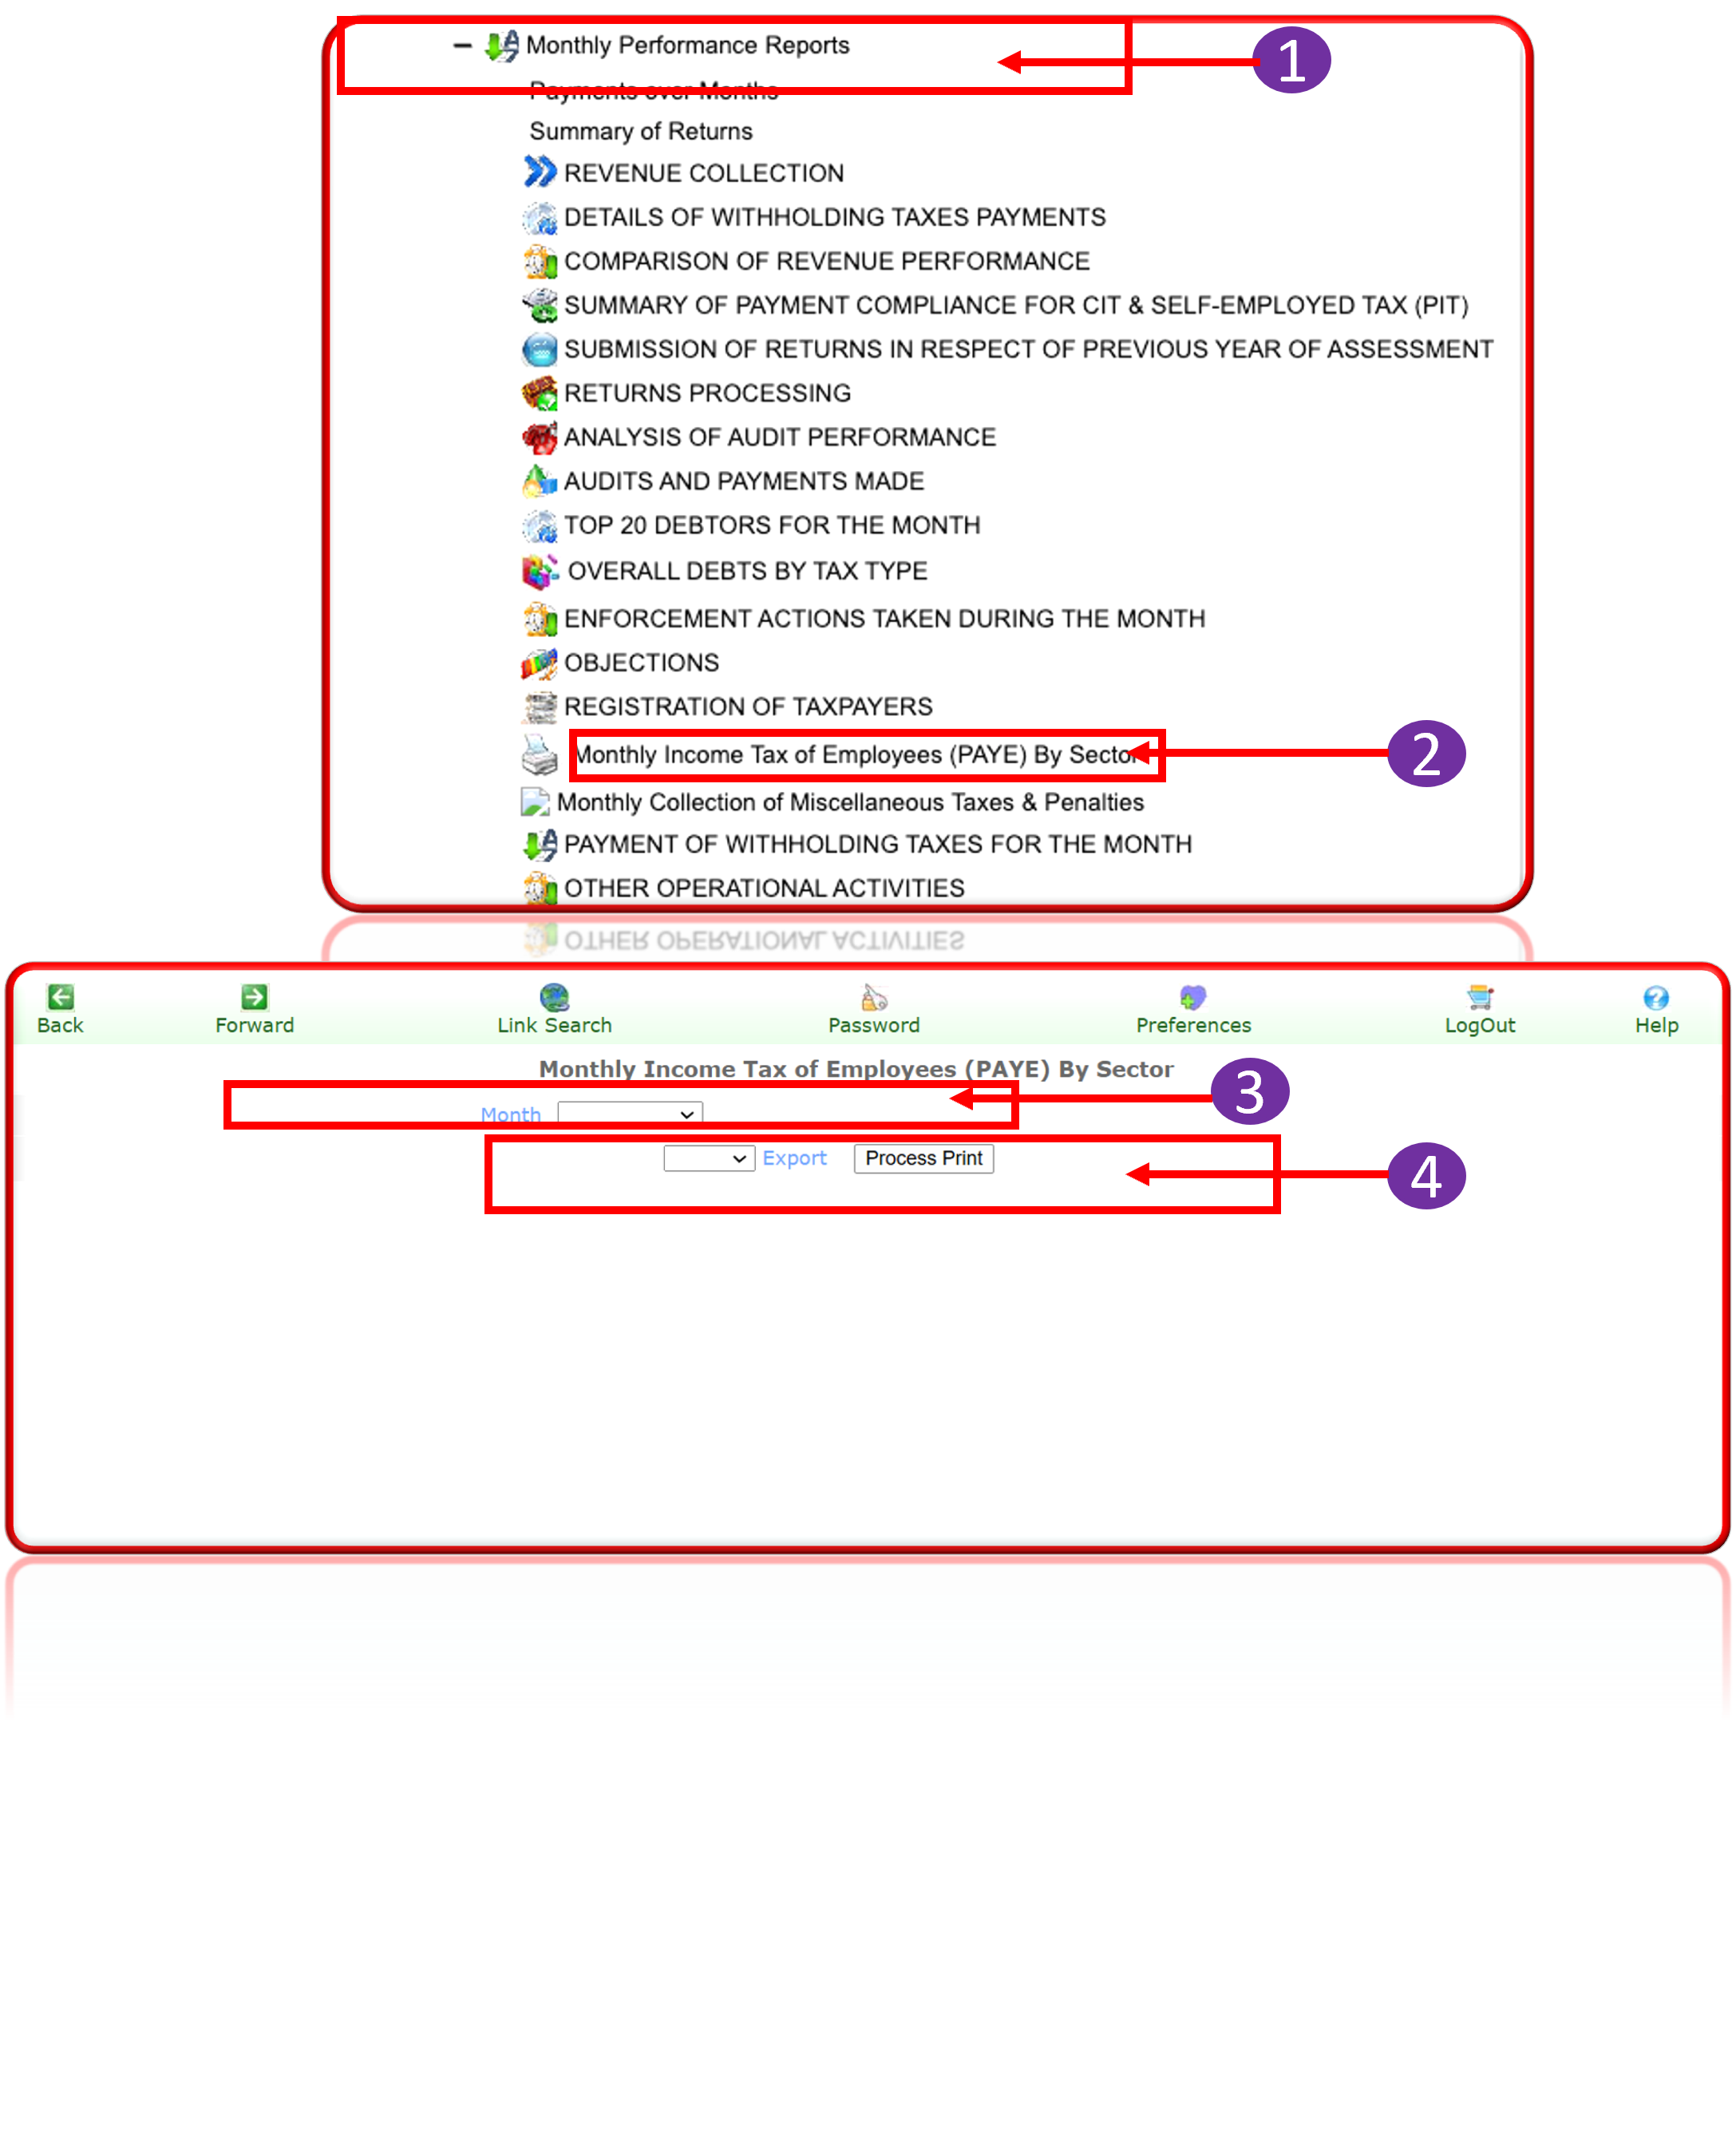 Monthly Performance Reports
1
Payments over Months
Summary of Returns
REVENUE COLLECTION
DETAILS OF WITHHOLDING TAXES PAYMENTS
COMPARISON OF REVENUE PERFORMANCE
SUMMARY OF PAYMENT COMPLIANCE FOR CIT & SELF-EMPLOYED TAX (PIT)
SUBMISSION OF RETURNS IN RESPECT OF PREVIOUS YEAR OF ASSESSMENT
RETURNS PROCESSING
ANALYSIS OF AUDIT PERFORMANCE
AUDITS AND PAYMENTS MADE
TOP 20 DEBTORS FOR THE MONTH
OVERALL DEBTS BY TAX TYPE
ENFORCEMENT ACTIONS TAKEN DURING THE MONTH
OBJECTIONS
REGISTRATION OF TAXPAYERS
Monthly Income Tax of Employees (PAYE) By Sector
2
Monthly Collection of Miscellaneous Taxes & Penalties
PAYMENT OF WITHHOLDING TAXES FOR THE MONTH
OTHER OPERATIONAL ACTIVITIES
Back Forward Link Search Password Preferences LogOut Help
Monthly Income Tax of Employees (PAYE) By Sector
3
Month
Export Process Print
4